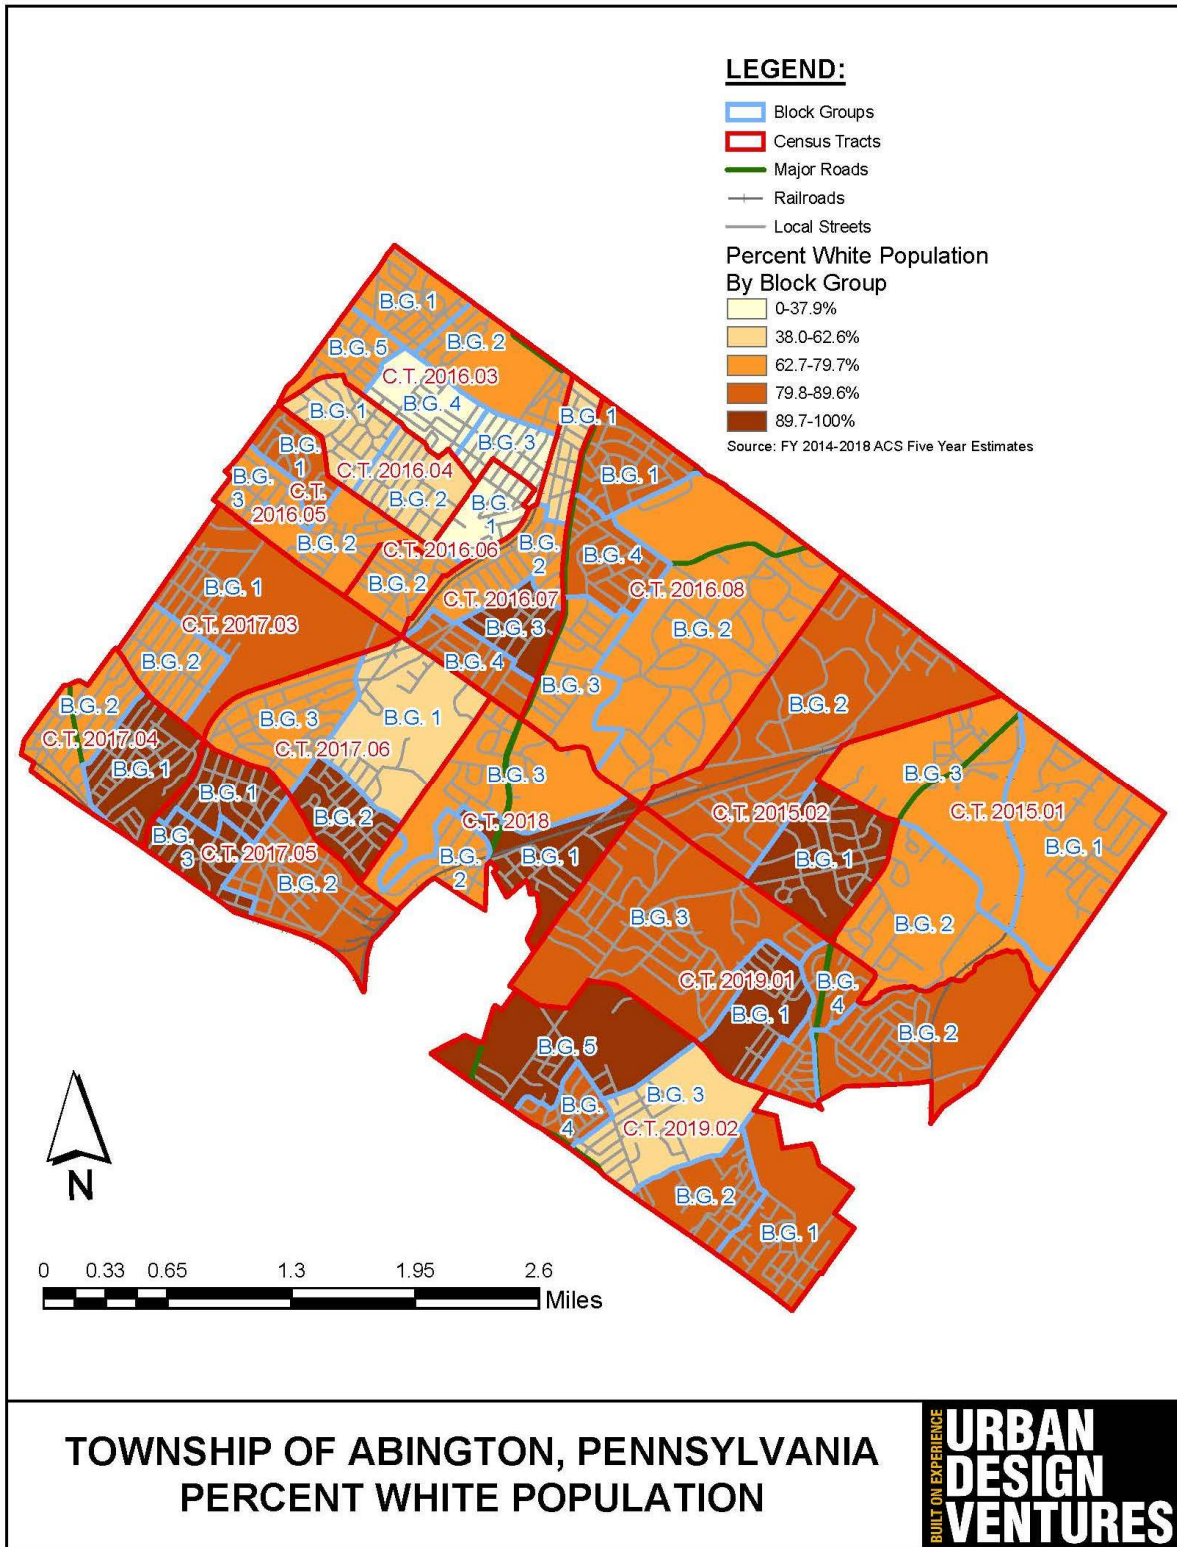 LEGEND:
Block Groups
Census Tracts
Major Roads
Railroads
Local Streets
Percent White Population
By Block Group
0-37.9%
38.0-62.6%
62.7-79.7%
79.8-89.6%
89.7-100%
Source: FY 2014-2018 ACS Five Year Estimates
B.G. 1
B.G. 2
B.G. 5
C.T. 2016.03
B.G. 4
B.G. 1
B.G. 1
B.G. 3
B.G.
1
C.T. 2016.04
B.G. 1
B.G.
3
C.T.
2016.05
B.G. 2
B.G.
1
B.G. 2
C.T. 2016.06
B.G.
2
B.G. 4
B.G. 2
C.T. 2016.07
C.T. 2016.08
B.G. 1
B.G. 3
B.G. 2
C.T. 2017.03
B.G. 4
B.G. 2
B.G. 3
B.G. 2
B.G. 2
B.G. 3
B.G. 1
C.T. 2017.04
C.T. 2017.06
B.G. 3
B.G. 3
B.G. 1
B.G. 1
B.G. 2
C.T. 2018
C.T. 2015.02
C.T. 2015.01
B.G.
3
C.T. 2017.05
B.G.
2
B.G. 1
B.G. 1
B.G. 1
B.G. 2
B.G. 3
B.G. 2
C.T. 2019.01
B.G.
4
B.G. 1
B.G. 2
B.G. 5
B.G. 3
B.G.
4
C.T. 2019.02
B.G. 2
B.G. 1
N
0 0.33 0.65 1.3 1.95 2.6
Miles
TOWNSHIP OF ABINGTON, PENNSYLVANIA
PERCENT WHITE POPULATION
BUILT ON EXPERIENCE
URBAN
DESIGN
VENTURES